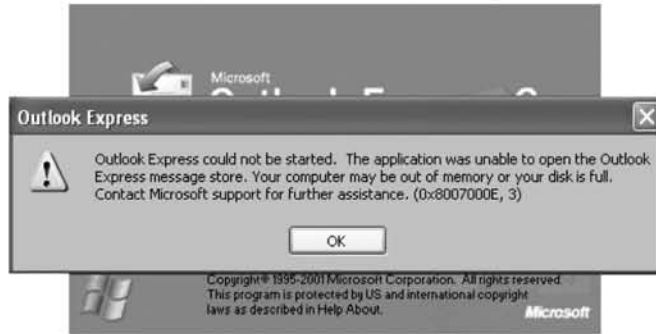 Microsoft
Outlook Express
Outlook Express could not be started. The application was unable to open the Outlook
Express message store. Your computer may be out of memory or your disk is full.
Contact Microsoft support for further assistance. (0x8007000E, 3)
OK
Copyright© 1995-2001 Microsoft Corporation. All rights reserved.
This program is protected by US and international copyright
laws as described in Help About.
Microsoft